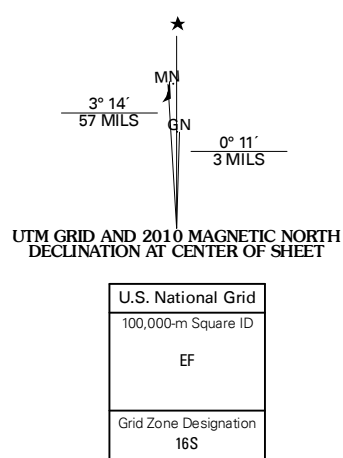 MN
3° 14´
57 MILS
GN
0° 11´
3 MILS
UTM GRID AND 2010 MAGNETIC NORTH
DECLINATION AT CENTER OF SHEET
U.S. National Grid
100,000-m Square ID
EF
Grid Zone Designation
16S